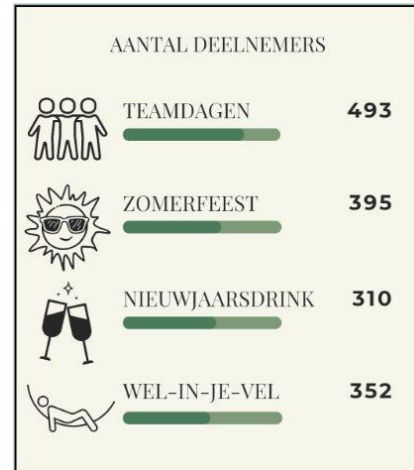 AANTAL DEELNEMERS
TEAMDAGEN 493
ZOMERFEEST 395
NIEUWJAARSDRINK 310
WEL-IN-JE-VEL 352